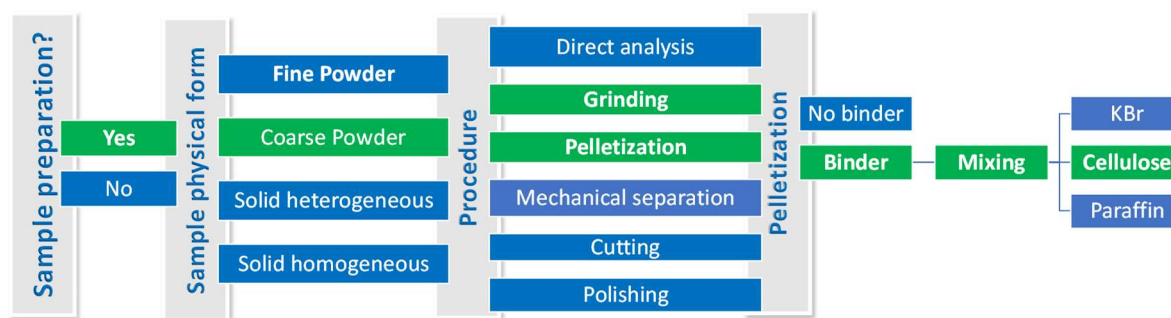 Sample preparation?
Yes
No
Sample physical form
Fine Powder
Coarse Powder
Solid heterogeneous
Solid homogeneous
Procedure
Direct analysis
Grinding
Pelletization
Mechanical separation
Cutting
Polishing
Pelletization
No binder
Binder
Mixing
KBr
Cellulose
Paraffin